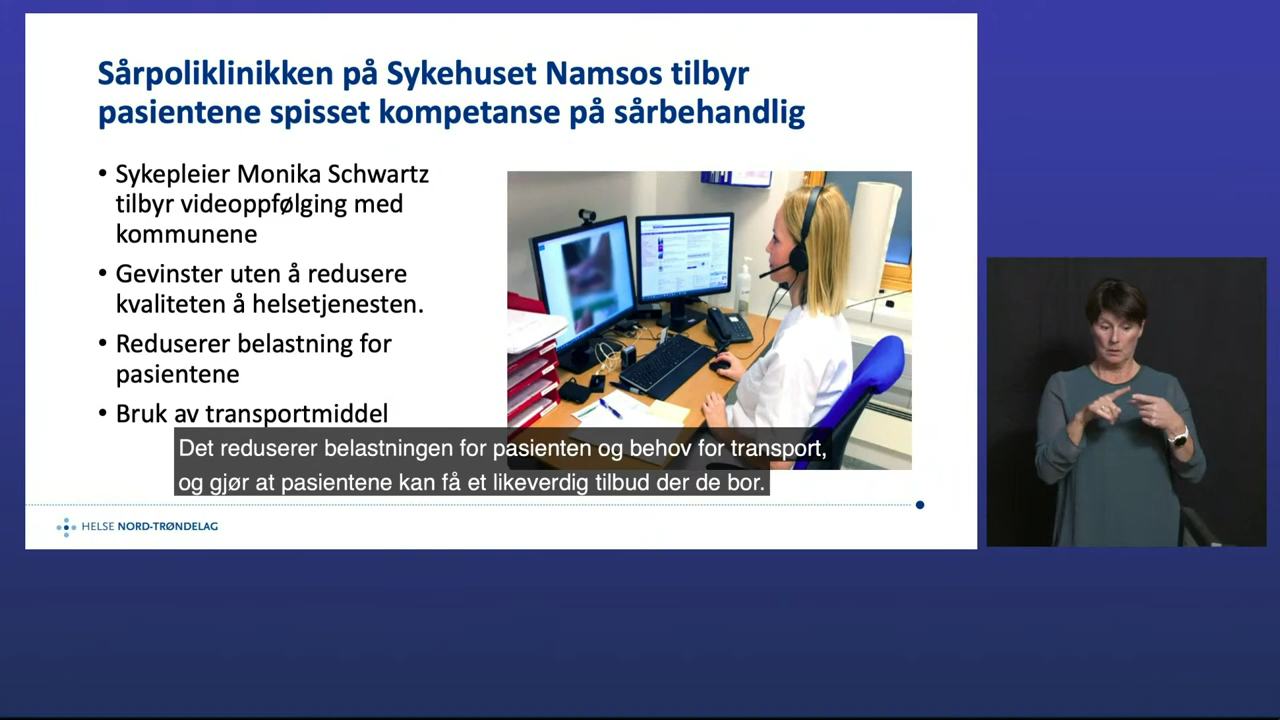 Sårpoliklinikken på Sykehuset Namsos tilbyr
pasientene spisset kompetanse på sårbehandlig
• Sykepleier Monika Schwartz
tilbyr videoppfølging med
kommunene
• Gevinster uten å redusere
kvaliteten å helsetjenesten.
• Reduserer belastning for
pasientene
• Bruk av transportmiddel
Det reduserer belastningen for pasienten og behov for transport,
og gjør at pasientene kan få et likeverdig tilbud der de bor.
HELSE NORD-TRØNDELAG